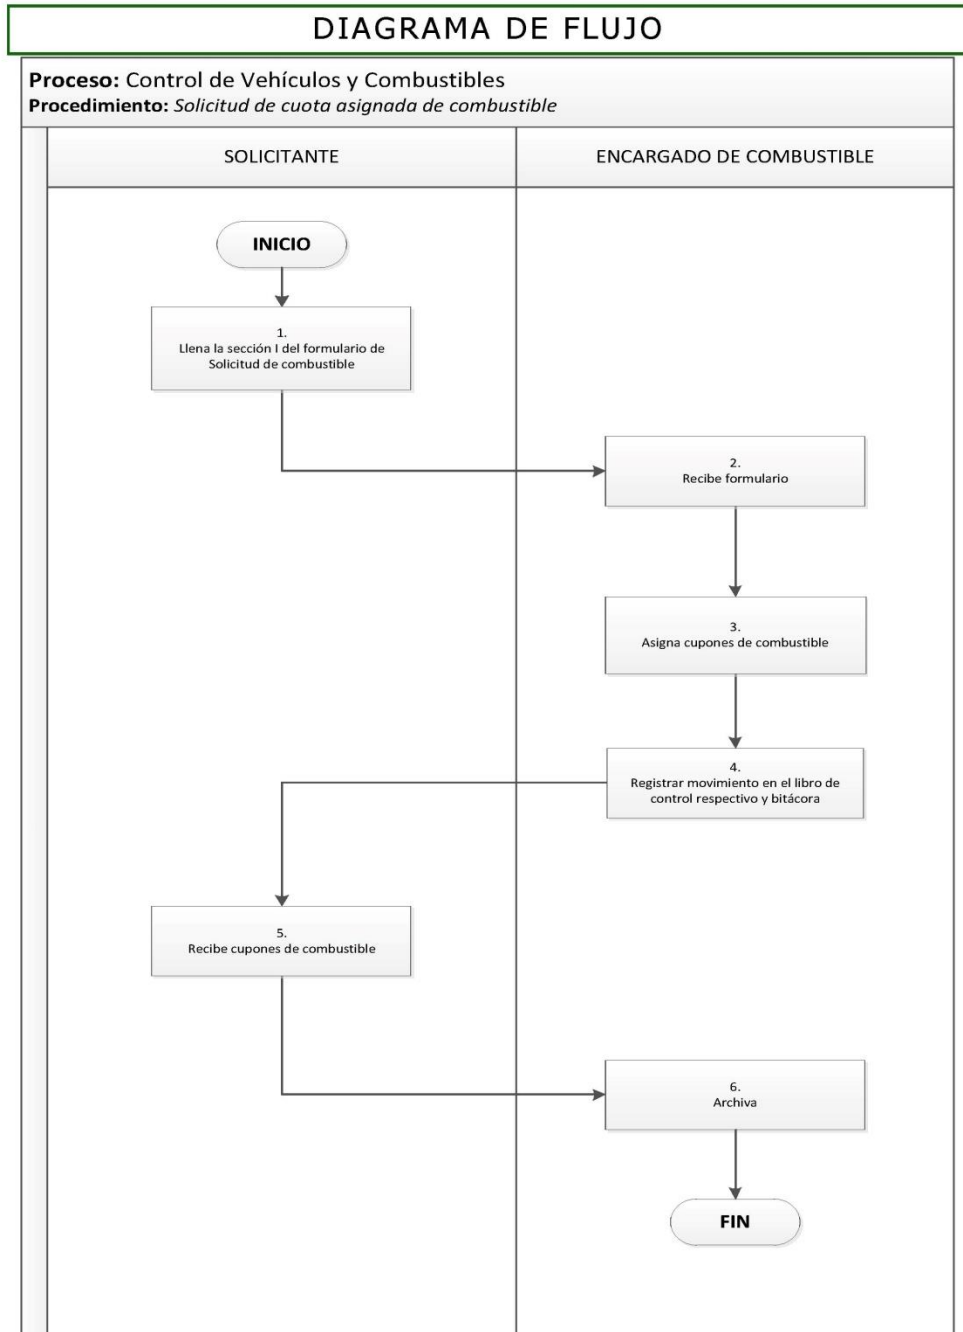 DIAGRAMA DE FLUJO
Proceso: Control de Vehículos y Combustibles
Procedimiento: Solicitud de cuota asignada de combustible
SOLICITANTE
ENCARGADO DE COMBUSTIBLE
INICIO
1.
Llena la sección I del formulario de
Solicitud de combustible
2.
Recibe formulario
3.
Asigna cupones de combustible
4.
Registrar movimiento en el libro de
control respectivo y bitácora
5.
Recibe cupones de combustible
6.
Archiva
FIN